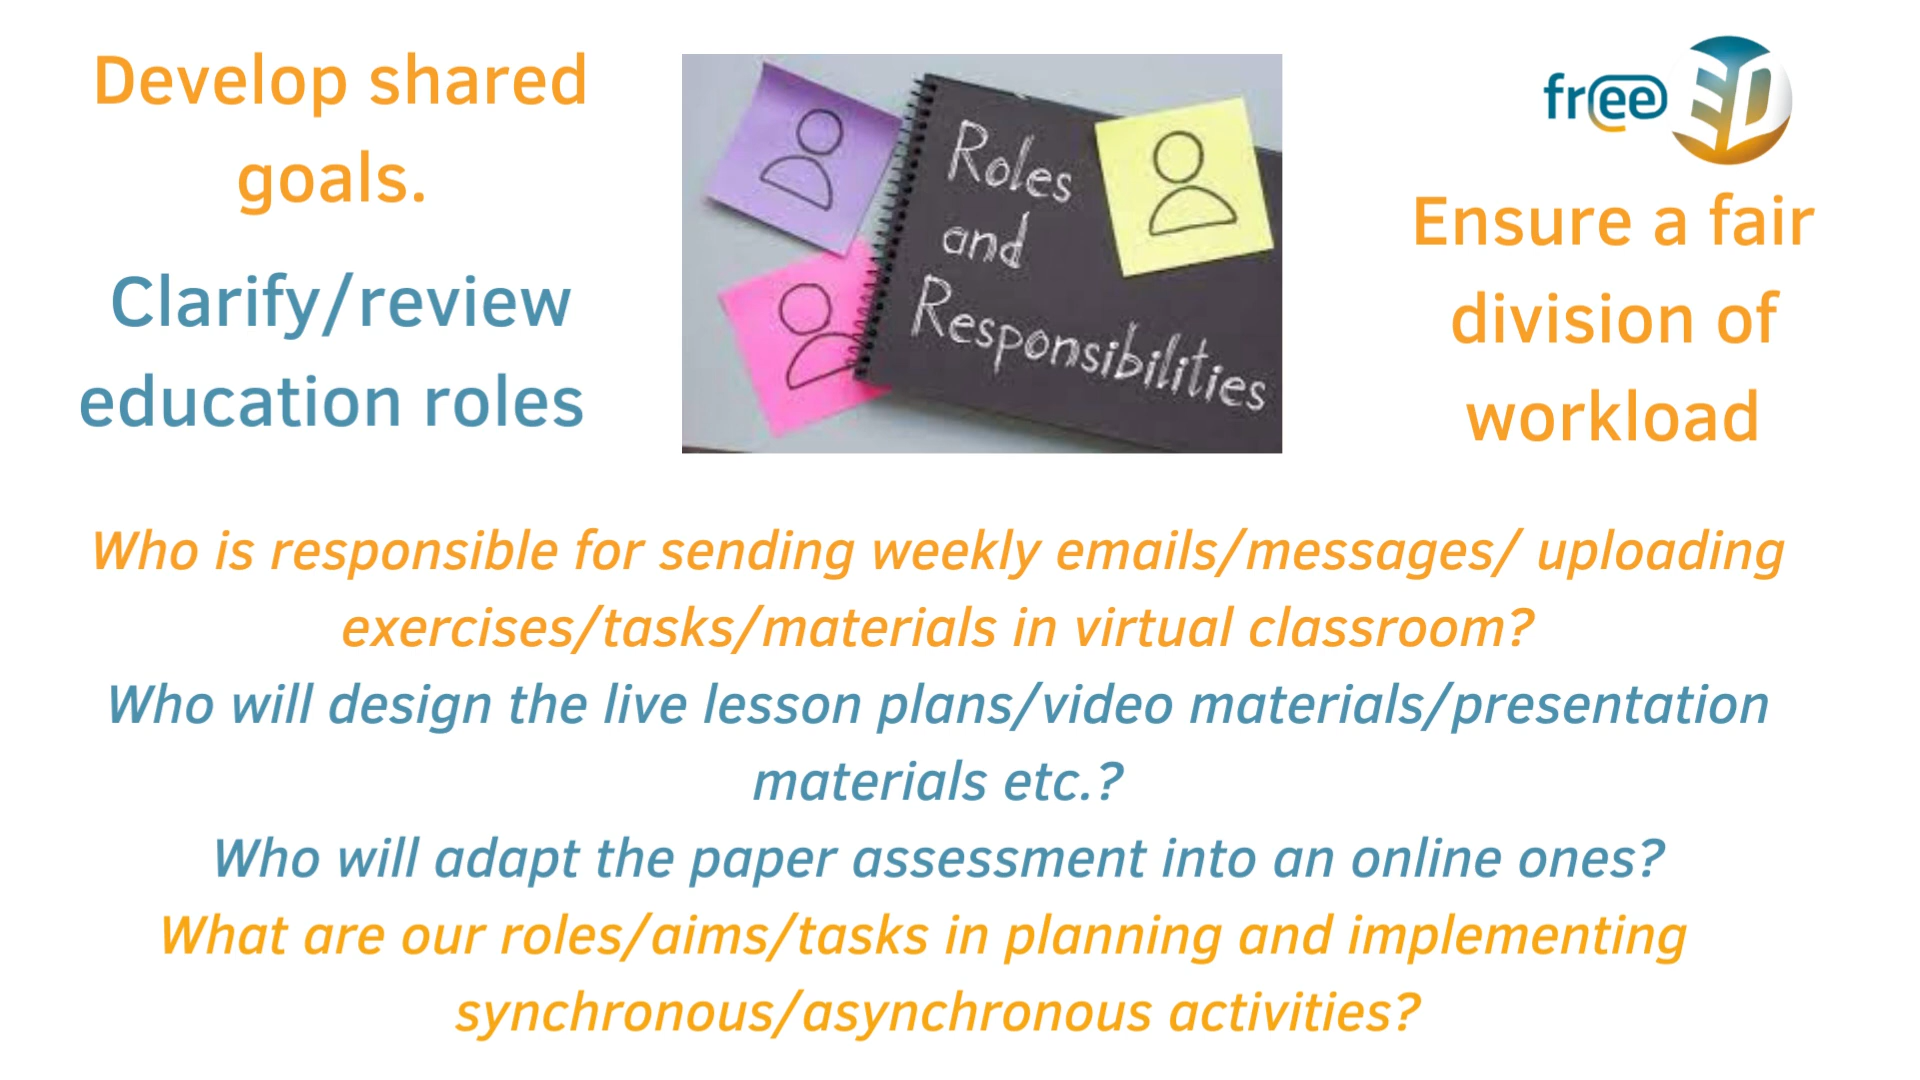 Develop shared
goals.
Clarify/review
education roles
Roles
and
Responsibilities
free 3D
Ensure a fair
division of
workload
Who is responsible for sending weekly emails/messages/ uploading
exercises/tasks/materials in virtual classroom?
Who will design the live lesson plans/video materials/presentation
materials etc.?
Who will adapt the paper assessment into an online ones?
What are our roles/aims/tasks in planning and implementing
synchronous/asynchronous activities?